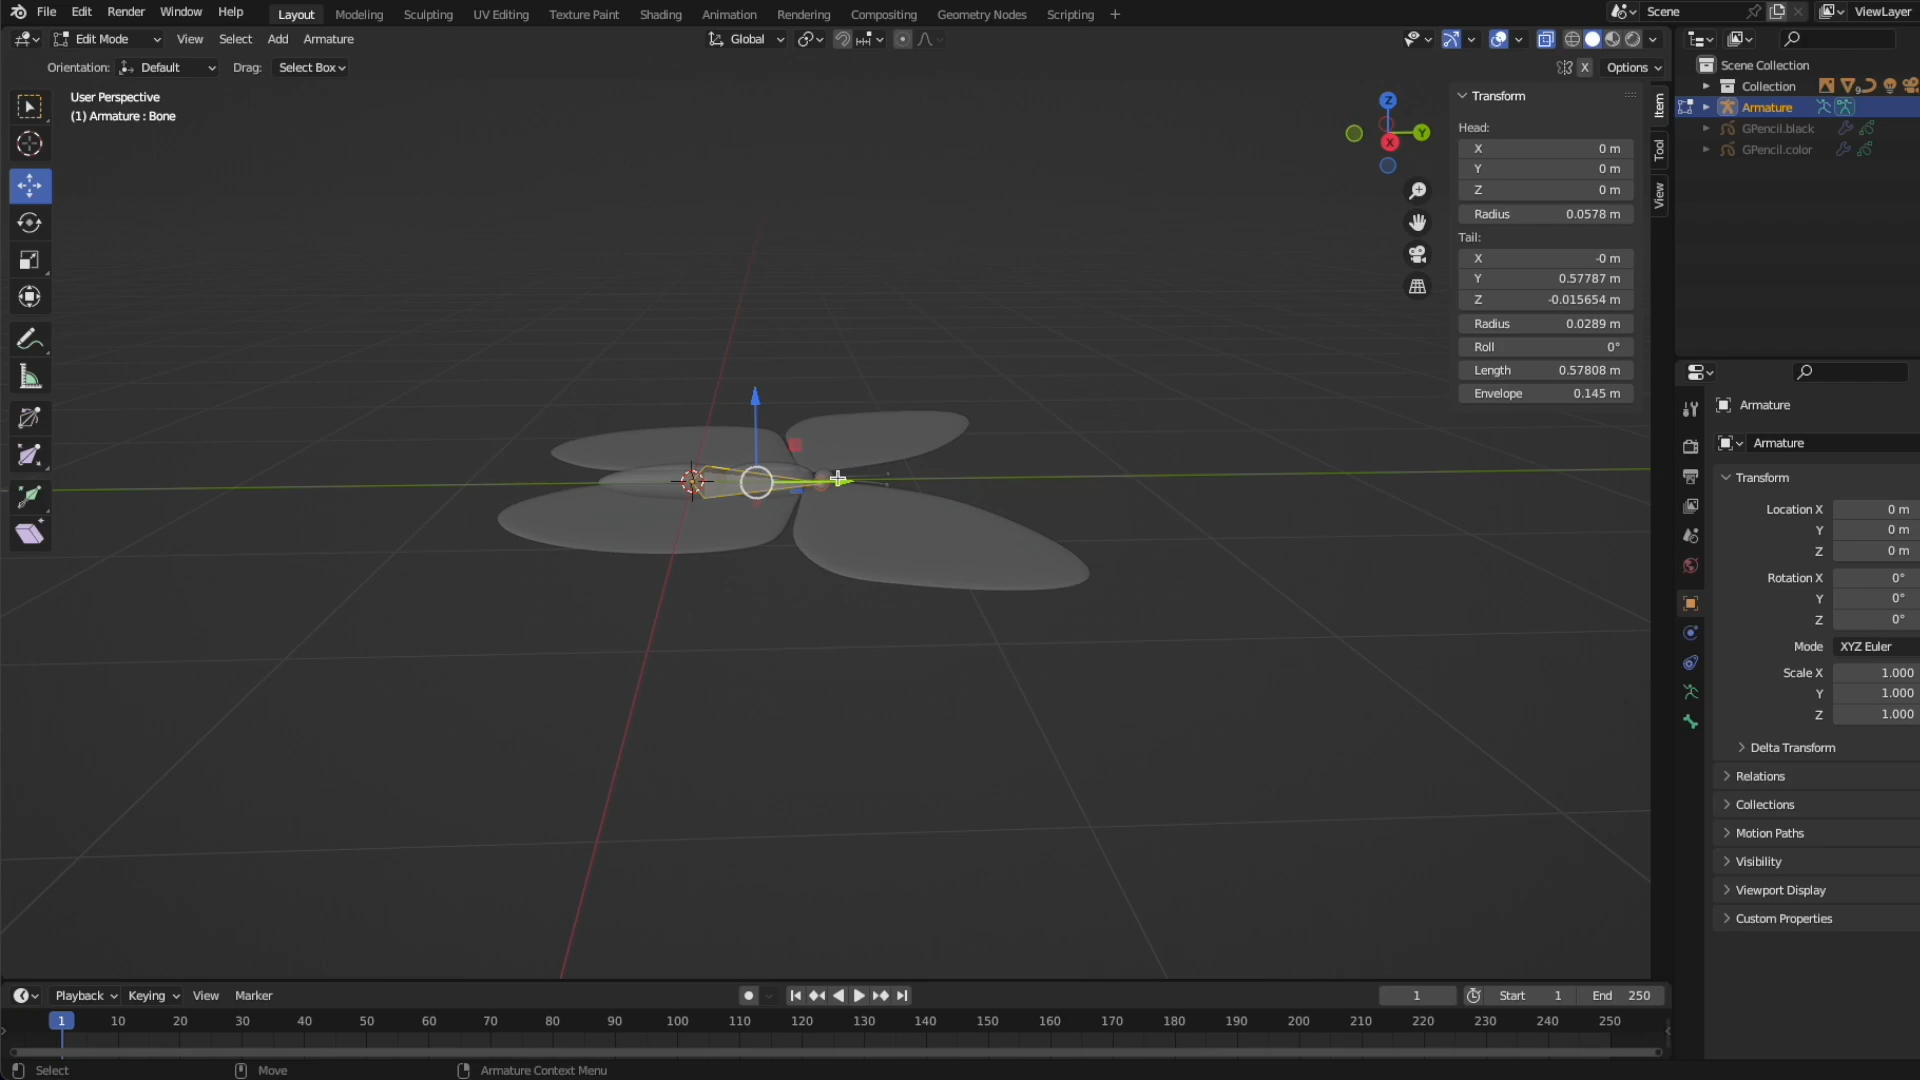 File Edit Render Window Help Layout Modeling Sculpting UV Editing Texture Paint Shading Animation Rendering Compositing Geometry Nodes Scripting + Scene ViewLayer
Edit Mode View Select Add Armature Global
Orientation: Default Drag: Select Box X Options
User Perspective
(1) Armature : Bone
Z
Y
X
Transform
Head:
X 0 m
Y 0 m
Z 0 m
Radius 0.0578 m
Tail:
X -0 m
Y 0.57787 m
Z -0.015654 m
Radius 0.0289 m
Roll 0°
Length 0.57808 m
Envelope 0.145 m
Item
Tool
View
Scene Collection
Collection 9
Armature
GPencil.black
GPencil.color
Armature
Armature
Transform
Location X 0 m
Y 0 m
Z 0 m
Rotation X 0°
Y 0°
Z 0°
Mode XYZ Euler
Scale X 1.000
Y 1.000
Z 1.000
Delta Transform
Relations
Collections
Motion Paths
Visibility
Viewport Display
Custom Properties
Playback Keying View Marker 1 Start 1 End 250
1 10 20 30 40 50 60 70 80 90 100 110 120 130 140 150 160 170 180 190 200 210 220 230 240 250
Select Move Armature Context Menu